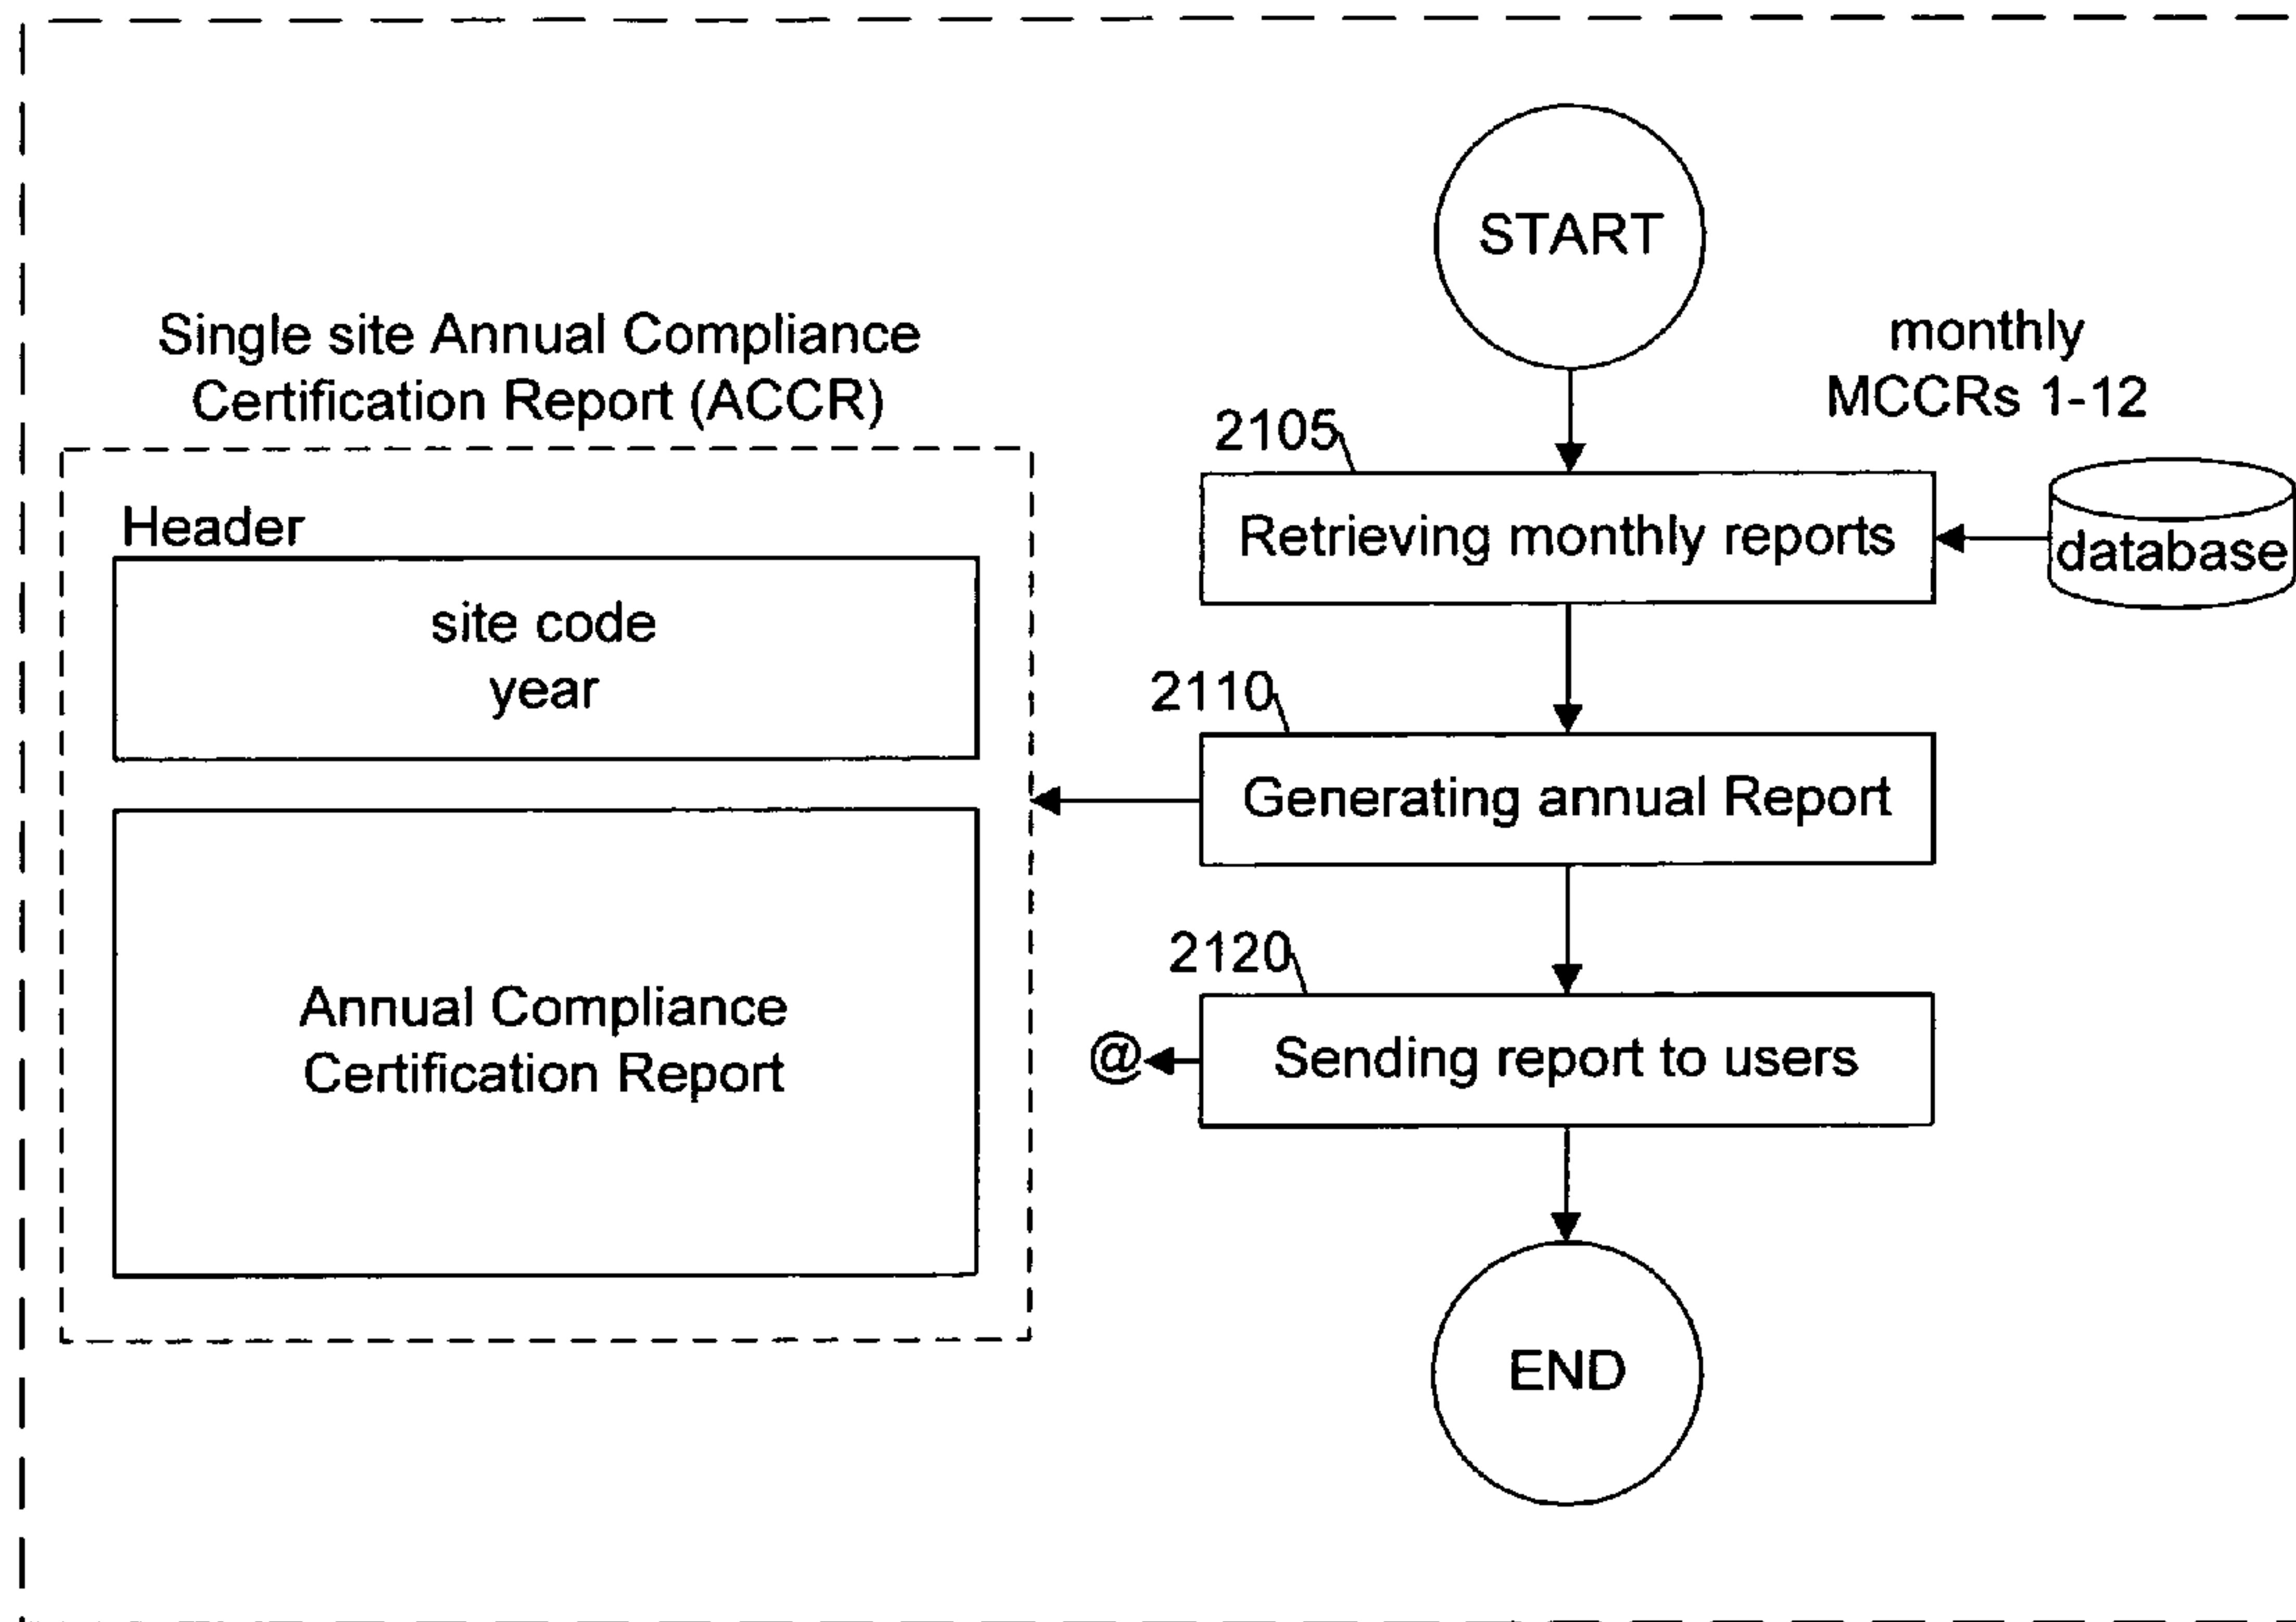 START
Single site Annual Compliance
Certification Report (ACCR)
monthly
MCCRs 1-12
2105
Header
Retrieving monthly reports
database
site code
year
2110
Generating annual Report
2120
Annual Compliance
Certification Report
@
Sending report to users
END